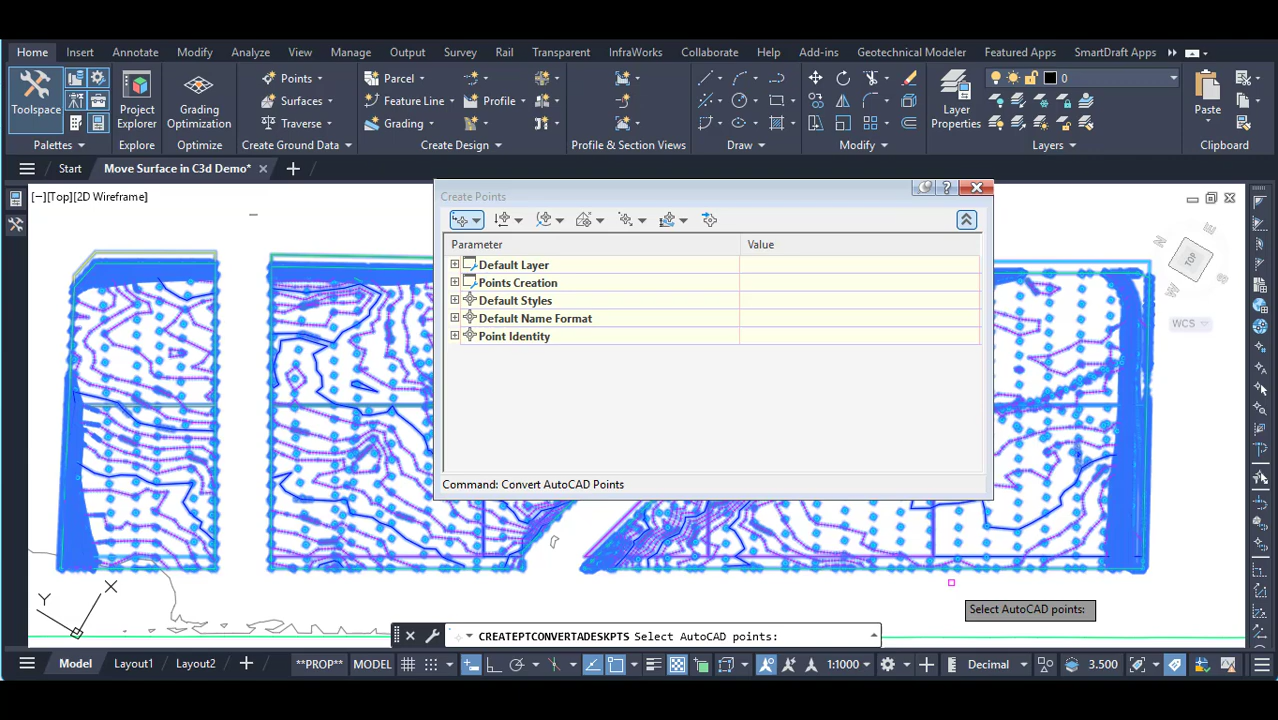 Home Insert Annotate Modify Analyze View Manage Output Survey Rail Transparent InfraWorks Collaborate Help Add-ins Geotechnical Modeler Featured Apps SmartDraft Apps
Toolspace
Project Explorer
Grading Optimization
Points
Surfaces
Traverse
Parcel
Feature Line
Grading
Profile
Layer Properties
0
Paste
Palettes Explore Optimize Create Ground Data Create Design Profile & Section Views Draw Modify Layers Clipboard
Start Move Surface in C3d Demo*
[−][Top][2D Wireframe]
Create Points
Parameter Value
Default Layer
Points Creation
Default Styles
Default Name Format
Point Identity
Command: Convert AutoCAD Points
N
E
W
S
TOP
WCS
Y
X
Select AutoCAD points:
CREATEPTCONVERTADESKPTS Select AutoCAD points:
Model Layout1 Layout2 **PROP** MODEL 1:1000 Decimal 3.500